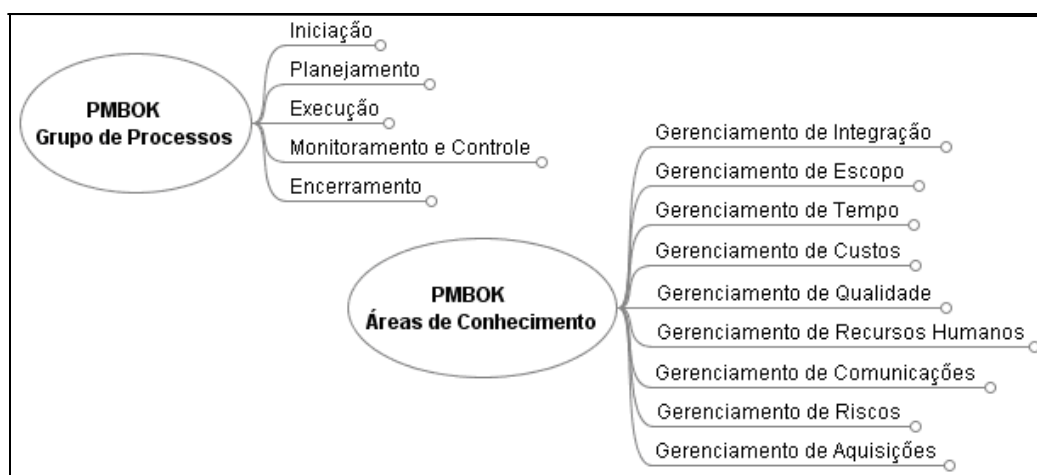 PMBOK
Grupo de Processos
Iniciação
Planejamento
Execução
Monitoramento e Controle
Encerramento
PMBOK
Áreas de Conhecimento
Gerenciamento de Integração
Gerenciamento de Escopo
Gerenciamento de Tempo
Gerenciamento de Custos
Gerenciamento de Qualidade
Gerenciamento de Recursos Humanos
Gerenciamento de Comunicações
Gerenciamento de Riscos
Gerenciamento de Aquisições